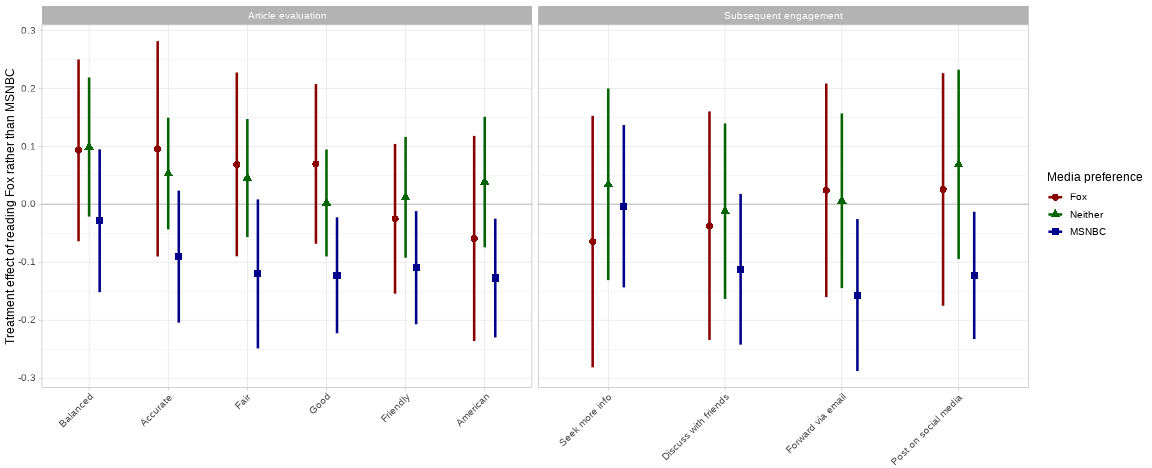 Article evaluation
Subsequent engagement
Treatment effect of reading Fox rather than MSNBC
0.3
0.2
0.1
0.0
-0.1
-0.2
-0.3
Balanced
Accurate
Fair
Good
Friendly
American
Seek more info
Discuss with friends
Forward via email
Post on social media
Media preference
Fox
Neither
MSNBC